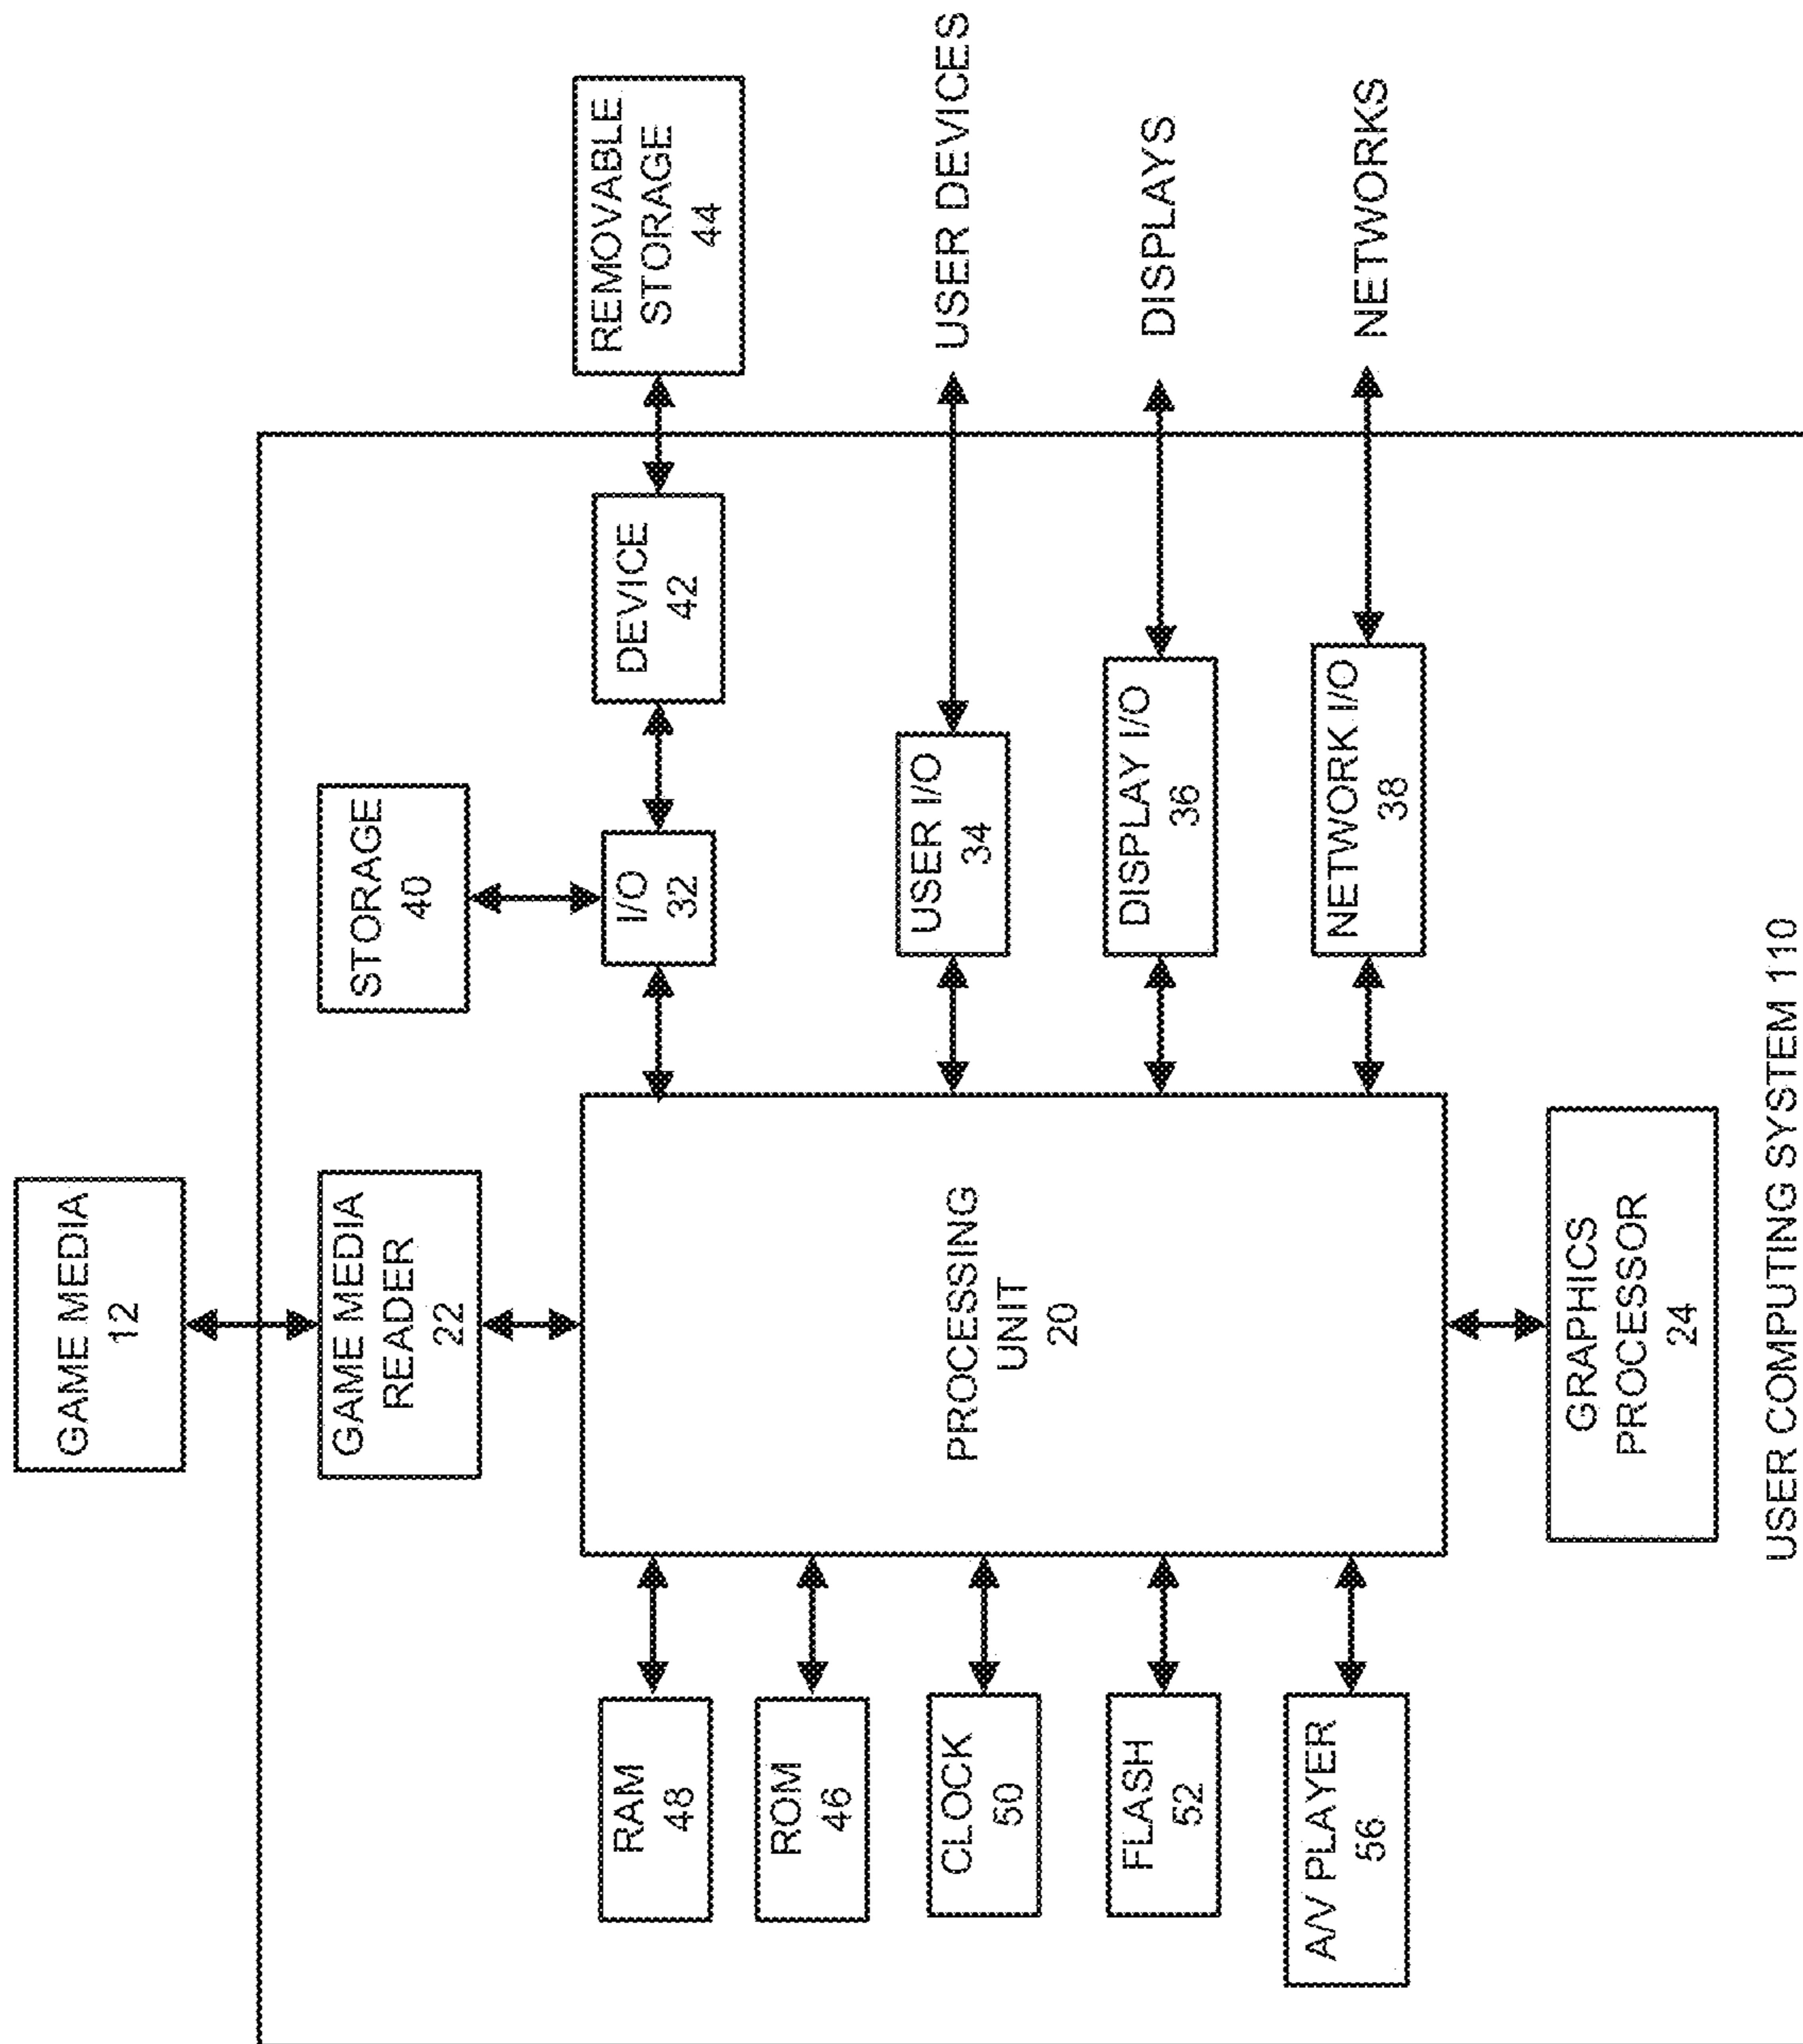 GAME MEDIA
12
GAME MEDIA
READER
22
STORAGE
40
RAM
48
ROM
46
CLOCK
50
FLASH
52
A/V PLAYER
56
PROCESSING
UNIT
20
I/O
32
DEVICE
42
REMOVABLE
STORAGE
44
USER I/O
34
USER DEVICES
DISPLAY I/O
36
DISPLAYS
NETWORK I/O
38
NETWORKS
GRAPHICS
PROCESSOR
24
USER COMPUTING SYSTEM 110